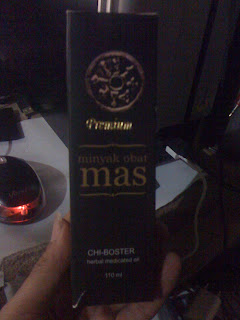 Premium
minyak obat
mas
CHI-BOSTER
herbal medicated oil
170 ml